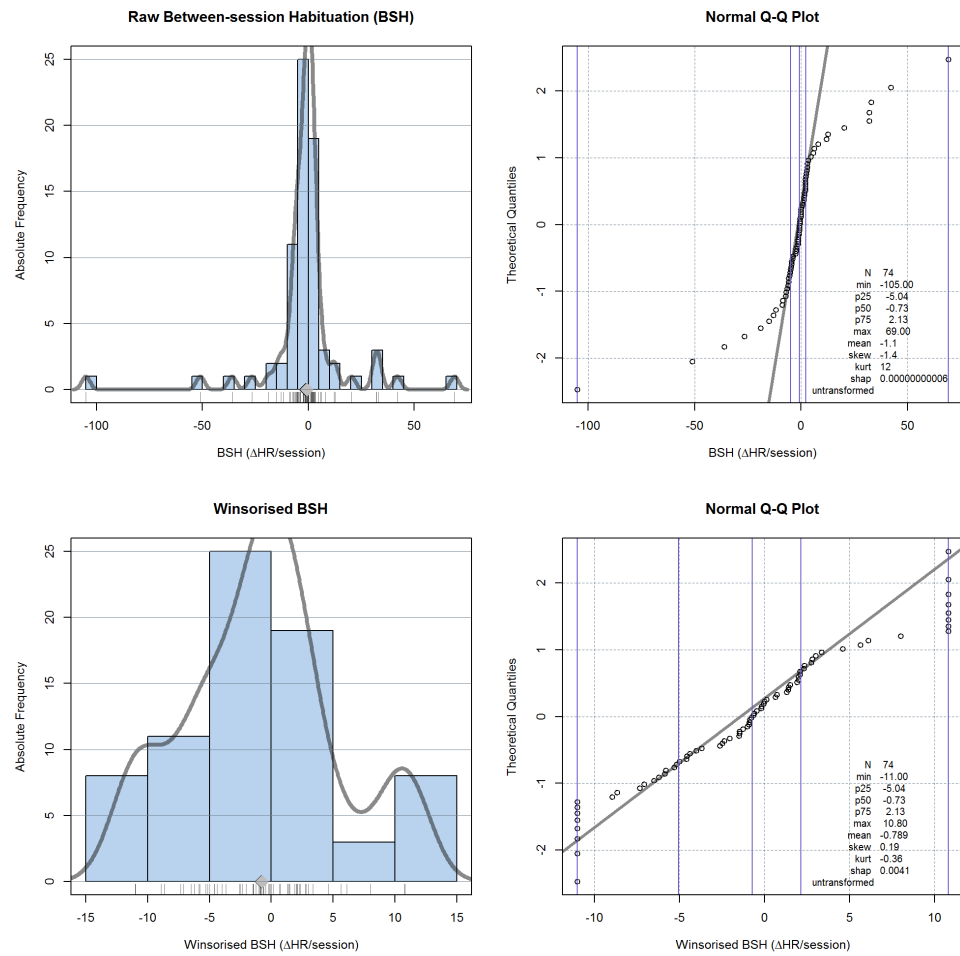 Raw Between-session Habituation (BSH)
Absolute Frequency
25
20
15
10
5
0
-100
-50
0
50
BSH (ΔHR/session)
Normal Q-Q Plot
Theoretical Quantiles
2
1
0
-1
-2
N 74
min -105.00
p25 -5.04
p50 -0.73
p75 2.13
max 69.00
mean -1.1
skew -1.4
kurt 12
shap 0.00000000006
untransformed
-100
-50
0
50
BSH (ΔHR/session)
Winsorised BSH
Absolute Frequency
25
20
15
10
5
0
-15
-10
-5
0
5
10
15
Winsorised BSH (ΔHR/session)
Normal Q-Q Plot
Theoretical Quantiles
2
1
0
-1
-2
N 74
min -11.00
p25 -5.04
p50 -0.73
p75 2.13
max 10.80
mean -0.789
skew 0.19
kurt -0.36
shap 0.0041
untransformed
-10
-5
0
5
10
Winsorised BSH (ΔHR/session)